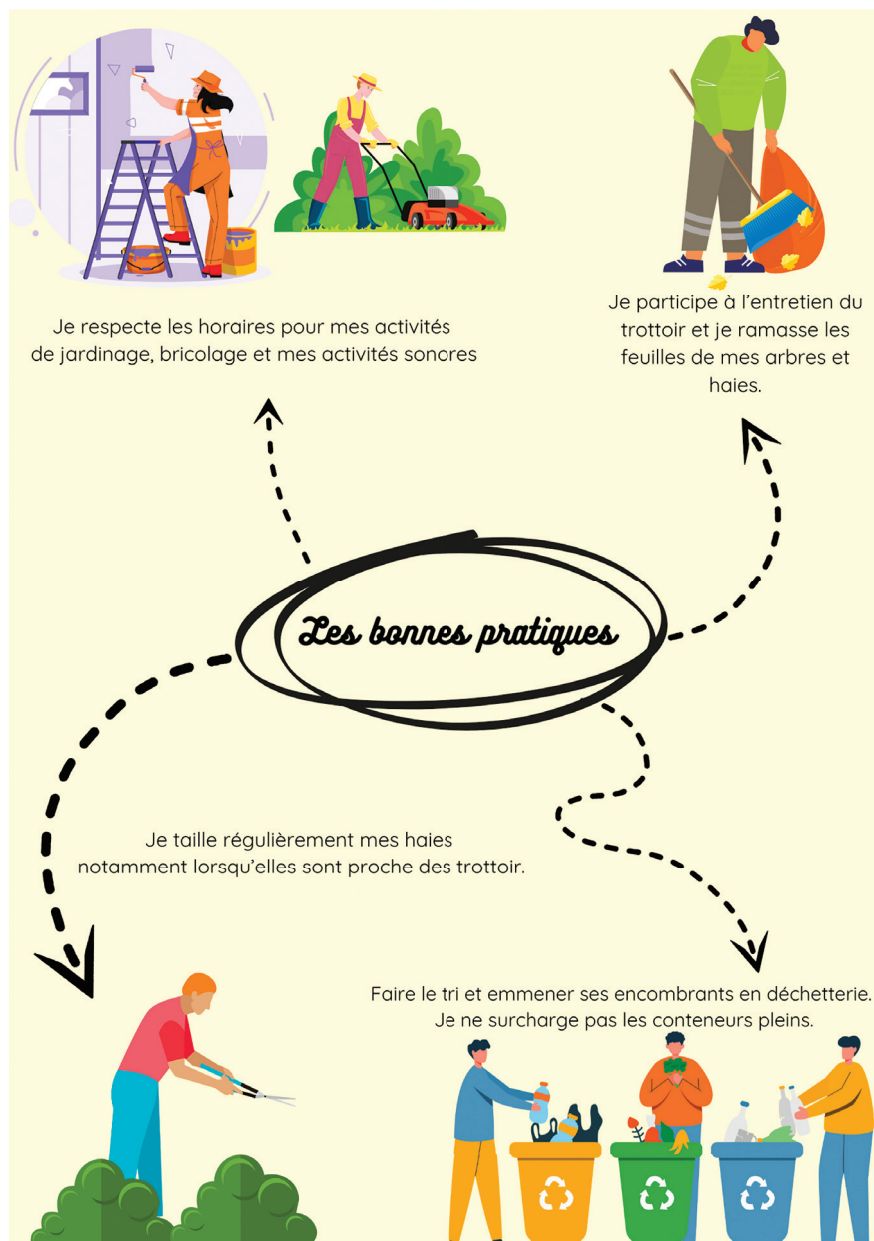 Je respecte les horaires pour mes activités
de jardinage, bricolage et mes activités sonores
Je participe à l'entretien du
trottoir et je ramasse les
feuilles de mes arbres et
haies.
Les bonnes pratiques
Je taille régulièrement mes haies
notamment lorsqu'elles sont proche des trottoir.
Faire le tri et emmener ses encombrants en déchetterie.
Je ne surcharge pas les conteneurs pleins.